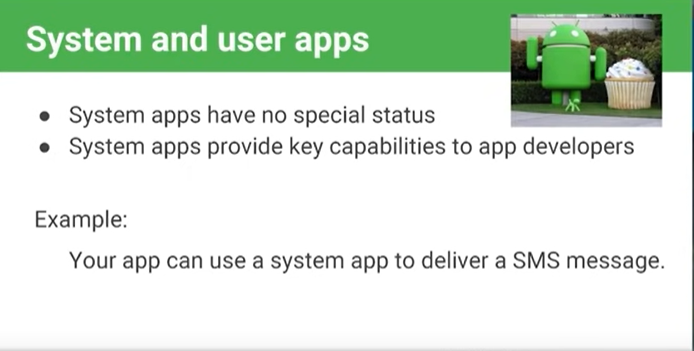 System and user apps
● System apps have no special status
● System apps provide key capabilities to app developers
Example:
Your app can use a system app to deliver a SMS message.